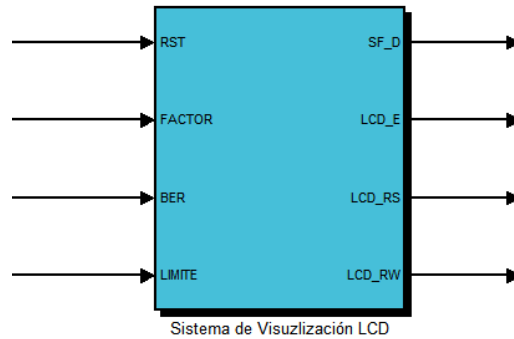 RST SF_D
FACTOR LCD_E
BER LCD_RS
LIMITE LCD_RW
Sistema de Visuzlización LCD